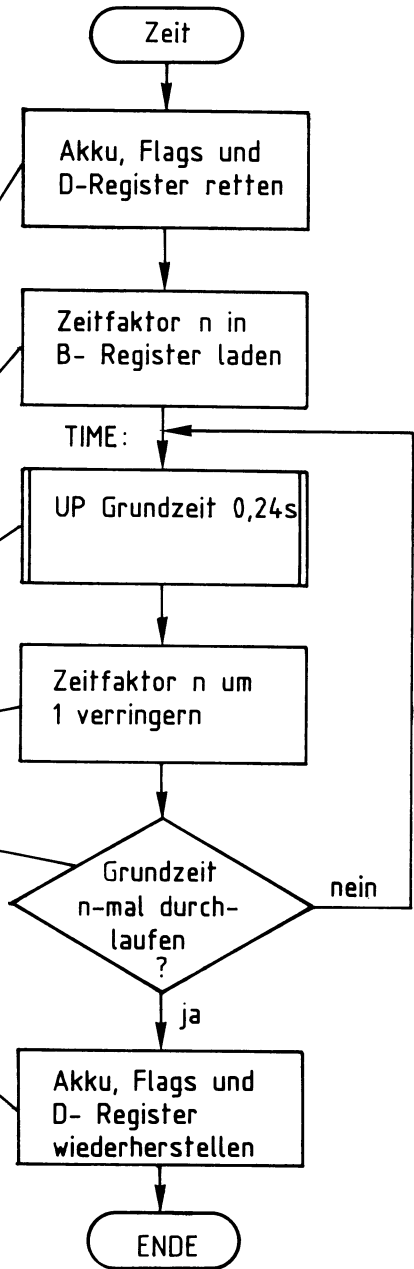 Zeit
Akku, Flags und
D-Register retten
Zeitfaktor n in
B- Register laden
TIME:
UP Grundzeit 0,24s
Zeitfaktor n um
1 verringern
Grundzeit
n-mal durch-
laufen
?
nein
ja
Akku, Flags und
D- Register
wiederherstellen
ENDE